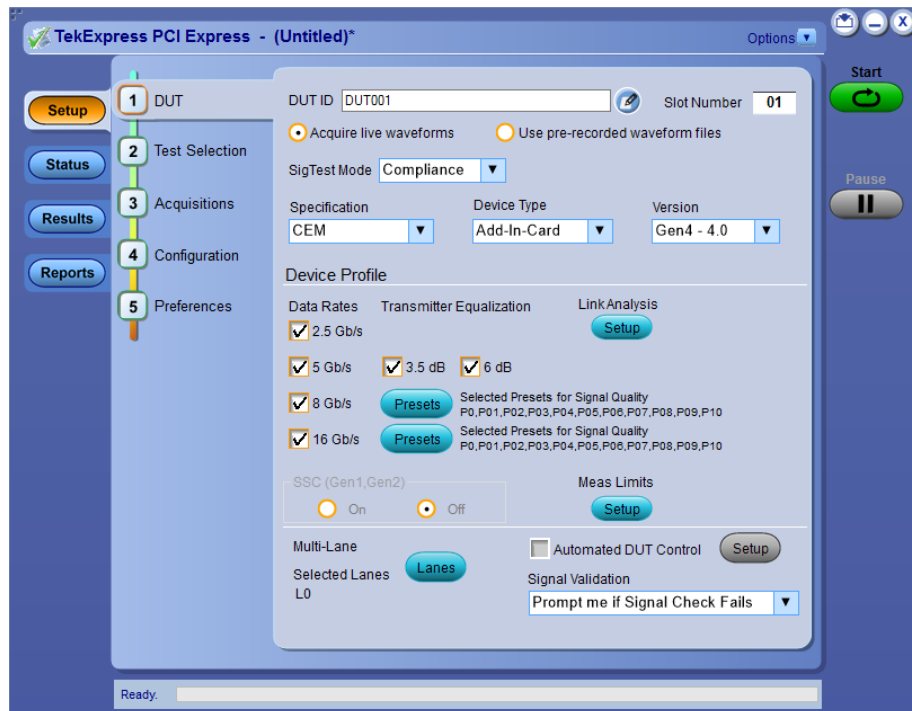 TekExpress PCI Express - (Untitled)*
Options
Start
Pause
Setup
Status
Results
Reports
1 DUT
2 Test Selection
3 Acquisitions
4 Configuration
5 Preferences
DUT ID DUT001 Slot Number 01
Acquire live waveforms Use pre-recorded waveform files
SigTest Mode Compliance
Specification Device Type Version
CEM Add-In-Card Gen4 - 4.0
Device Profile
Data Rates Transmitter Equalization Link Analysis
2.5 Gb/s Setup
5 Gb/s 3.5 dB 6 dB
8 Gb/s Presets Selected Presets for Signal Quality
P0,P01,P02,P03,P04,P05,P06,P07,P08,P09,P10
16 Gb/s Presets Selected Presets for Signal Quality
P0,P01,P02,P03,P04,P05,P06,P07,P08,P09,P10
SSC (Gen1,Gen2) Meas Limits
On Off Setup
Multi-Lane Automated DUT Control Setup
Selected Lanes Lanes Signal Validation
L0 Prompt me if Signal Check Fails
Ready.